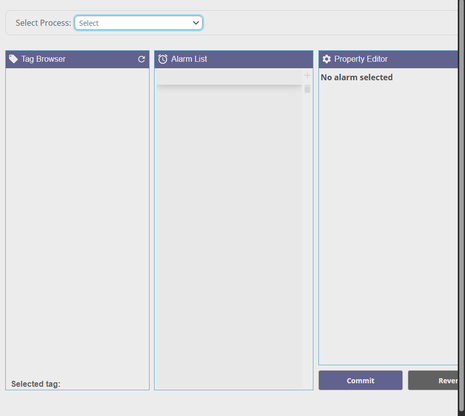 Select Process: Select
Tag Browser
Alarm List
Property Editor
No alarm selected
Selected tag:
Commit
Rever